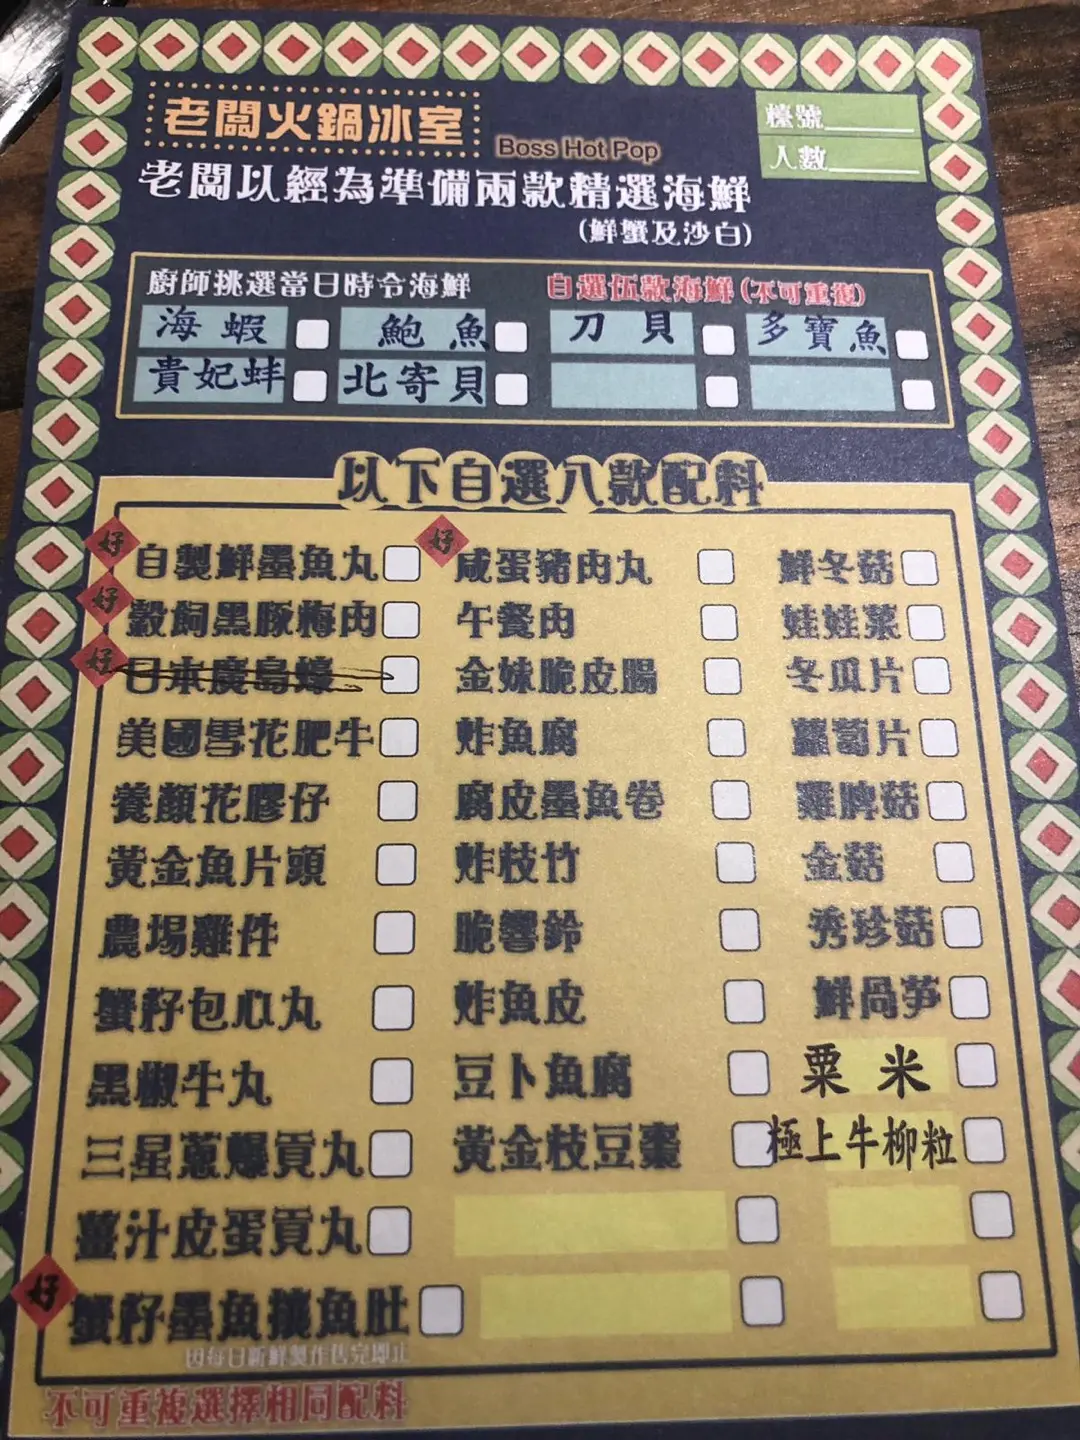 老闆火鍋冰室
Boss Hot Pop
檯號
人數
老闆以經為準備兩款精選海鮮
(鮮蟹及沙白)
廚師挑選當日時令海鮮 自選伍款海鮮(不可重複)
海蝦 鮑魚 刀貝 多寶魚
貴妃蚌 北寄貝
以下自選八款配料
好 自製鮮墨魚丸 好 咸蛋豬肉丸 鮮冬菇
好 穀飼黑豚梅肉 午餐肉 娃娃菜
好 日本廣島蠔 金妹脆皮腸 冬瓜片
美國雪花肥牛 炸魚腐 蘿蔔片
養顏花膠仔 腐皮墨魚卷 雞脾菇
黃金魚片頭 炸枝竹 金菇
農場雞件 脆響鈴 秀珍菇
蟹籽包心丸 炸魚皮 鮮萵笋
黑椒牛丸 豆卜魚腐 粟米
三星蔥爆貢丸 黃金枝豆棗 極上牛柳粒
薑汁皮蛋貢丸
好 蟹籽墨魚釀魚肚
因每日新鮮製作售完即止
不可重複選擇相同配料